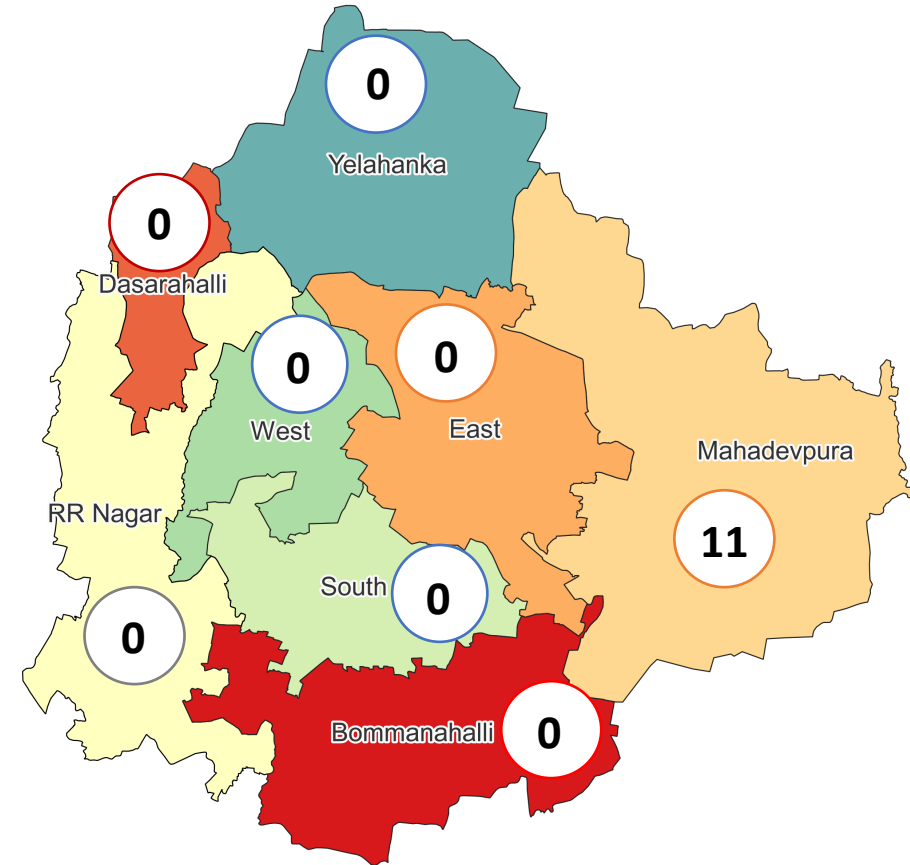 0
Yelahanka
0
Dasarahalli
0
West
0
East
Mahadevpura
11
RR Nagar
0
South
0
Bommanahalli
0